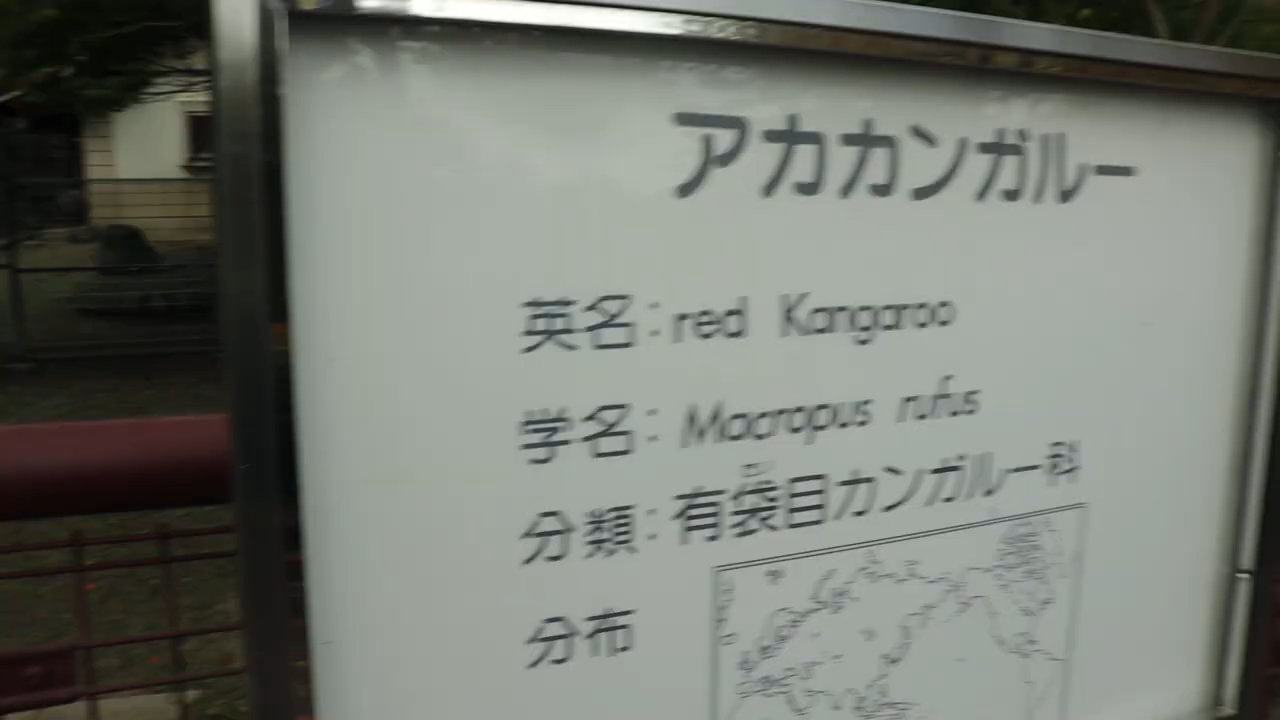 アカカンガルー
英名：red Kangaroo
学名：Macropus rufus
分類：有袋目カンガルー科
分布